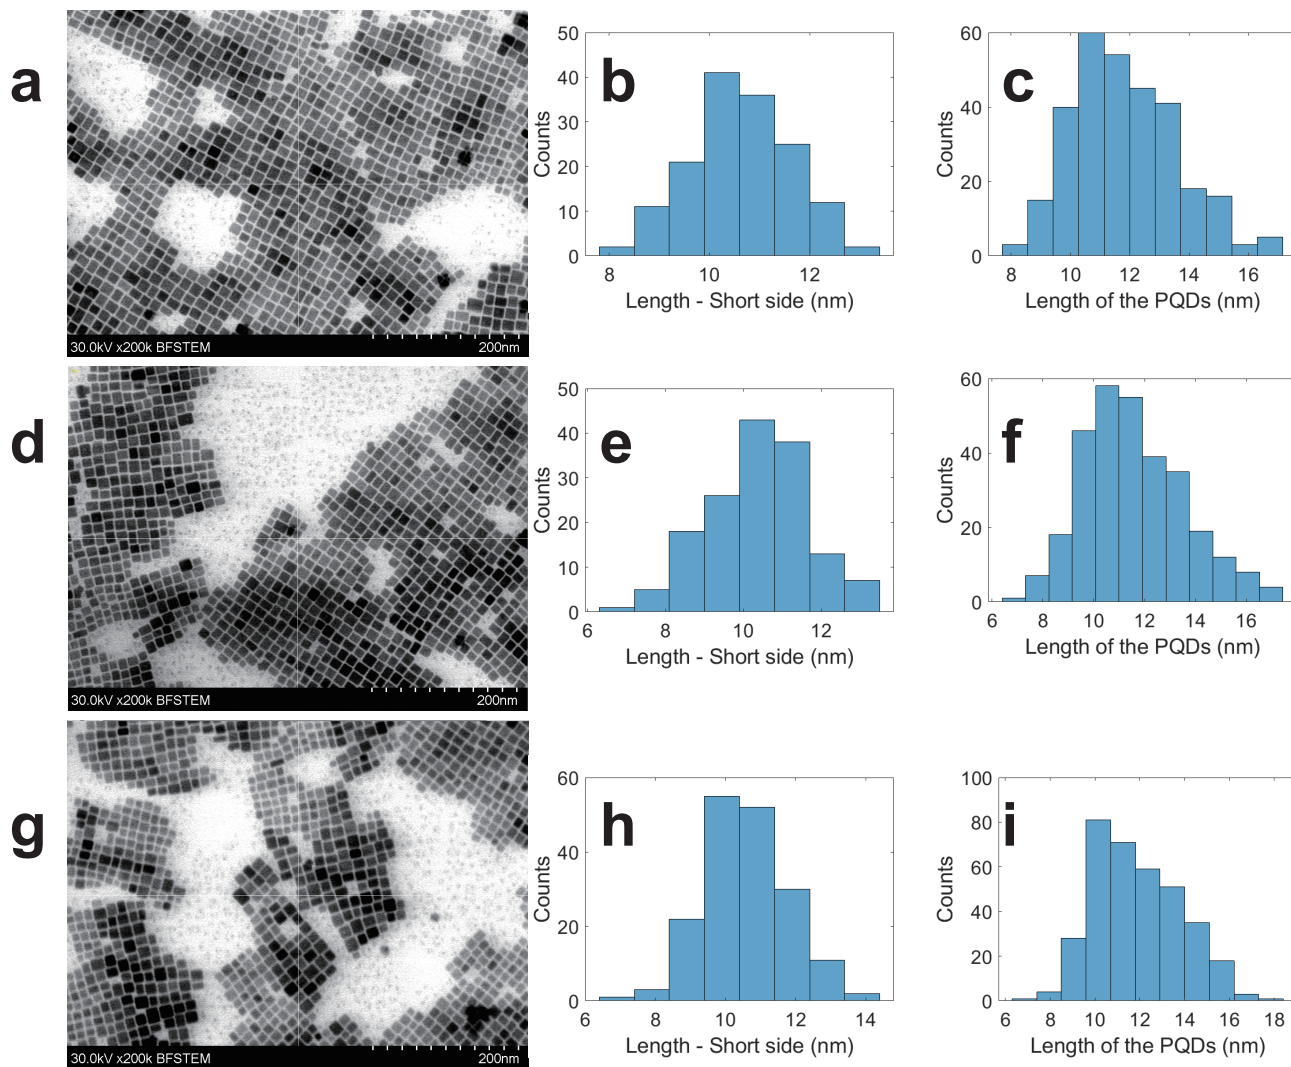 a
30.0kV x200k BFSTEM
200nm
b
50
40
30
20
10
0
Counts
8
10
12
Length - Short side (nm)
c
60
40
20
0
Counts
8
10
12
14
16
Length of the PQDs (nm)
d
30.0kV x200k BFSTEM
200nm
e
50
40
30
20
10
0
Counts
6
8
10
12
Length - Short side (nm)
f
60
40
20
0
Counts
6
8
10
12
14
16
Length of the PQDs (nm)
g
30.0kV x200k BFSTEM
200nm
h
60
40
20
0
Counts
6
8
10
12
14
Length - Short side (nm)
i
100
80
60
40
20
0
Counts
6
8
10
12
14
16
18
Length of the PQDs (nm)